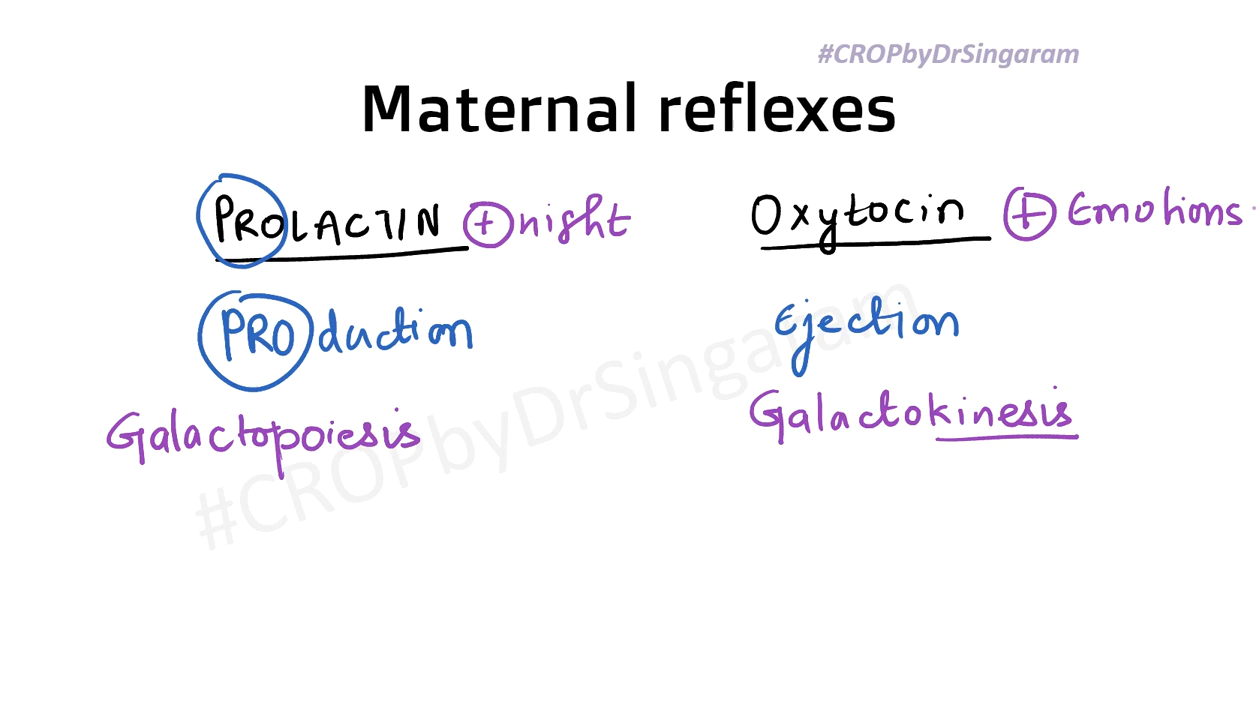 #CROPbyDrSingaram
Maternal reflexes
PROLACTIN + night
PROduction
Galactopoiesis
Oxytocin + Emotions
Ejection
Galactokinesis
#CROPbyDrSingaram